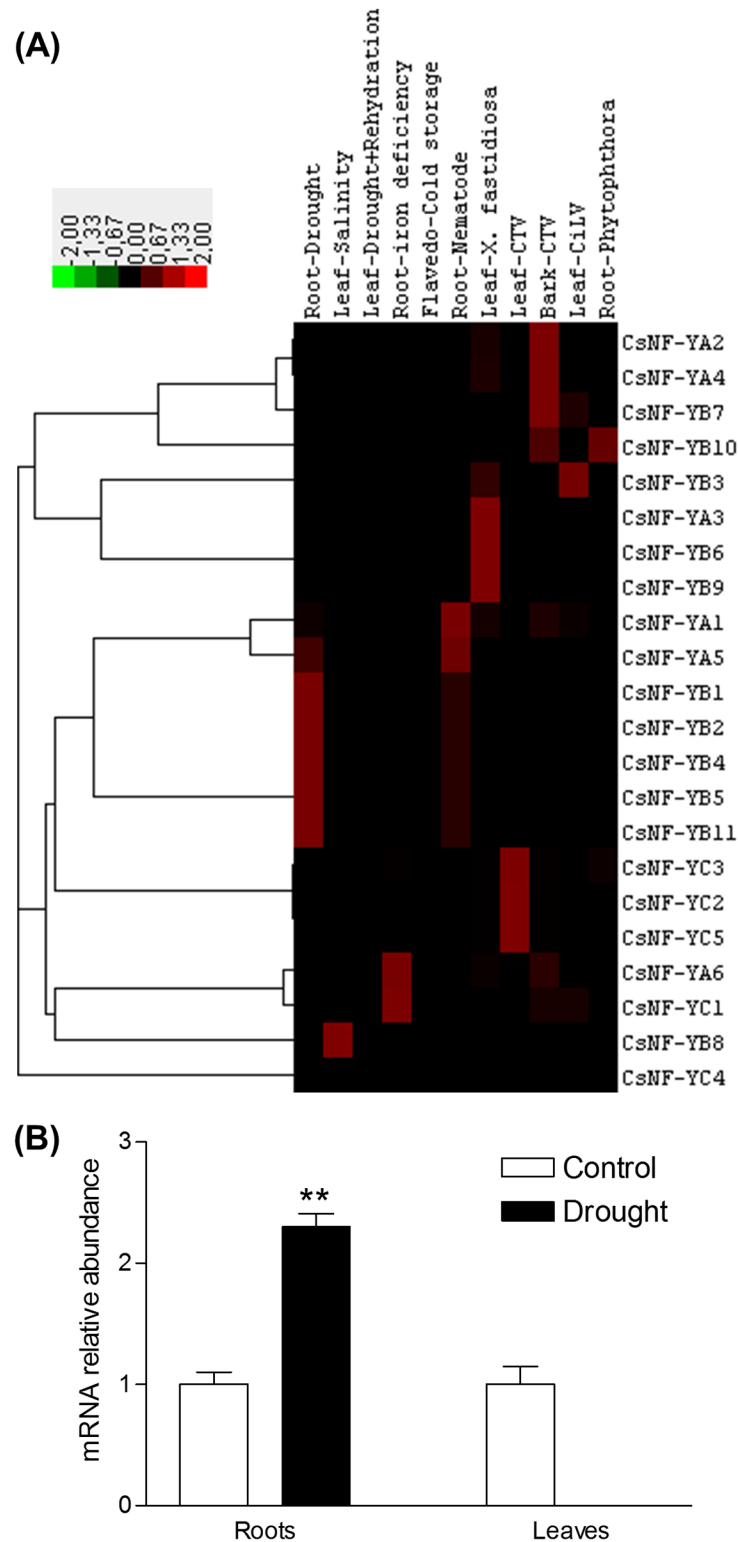 (A)
-2,00
-1,33
-0,67
0,00
0,67
1,33
2,00
Root-Drought
Leaf-Salinity
Leaf-Drought+Rehydration
Root-iron deficiency
Flavedo-Cold storage
Root-Nematode
Leaf-X. fastidiosa
Leaf-CTV
Bark-CTV
Leaf-CiLV
Root-Phytophthora
CsNF-YA2
CsNF-YA4
CsNF-YB7
CsNF-YB10
CsNF-YB3
CsNF-YA3
CsNF-YB6
CsNF-YB9
CsNF-YA1
CsNF-YA5
CsNF-YB1
CsNF-YB2
CsNF-YB4
CsNF-YB5
CsNF-YB11
CsNF-YC3
CsNF-YC2
CsNF-YC5
CsNF-YA6
CsNF-YC1
CsNF-YB8
CsNF-YC4
(B)
mRNA relative abundance
3
2
1
0
**
Control
Drought
Roots
Leaves